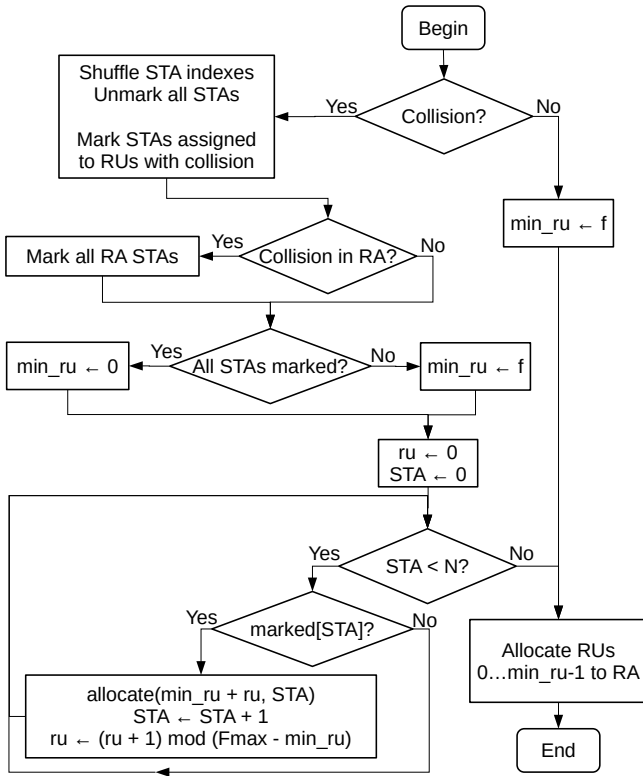 Begin
Shuffle STA indexes
Unmark all STAs
Mark STAs assigned
to RUs with collision
Yes
Collision?
No
min_ru ← f
Mark all RA STAs
Yes
Collision in RA?
No
min_ru ← 0
Yes
All STAs marked?
No
min_ru ← f
ru ← 0
STA ← 0
Yes
STA < N?
No
Yes
marked[STA]?
No
allocate(min_ru + ru, STA)
STA ← STA + 1
ru ← (ru + 1) mod (Fmax - min_ru)
Allocate RUs
0...min_ru-1 to RA
End